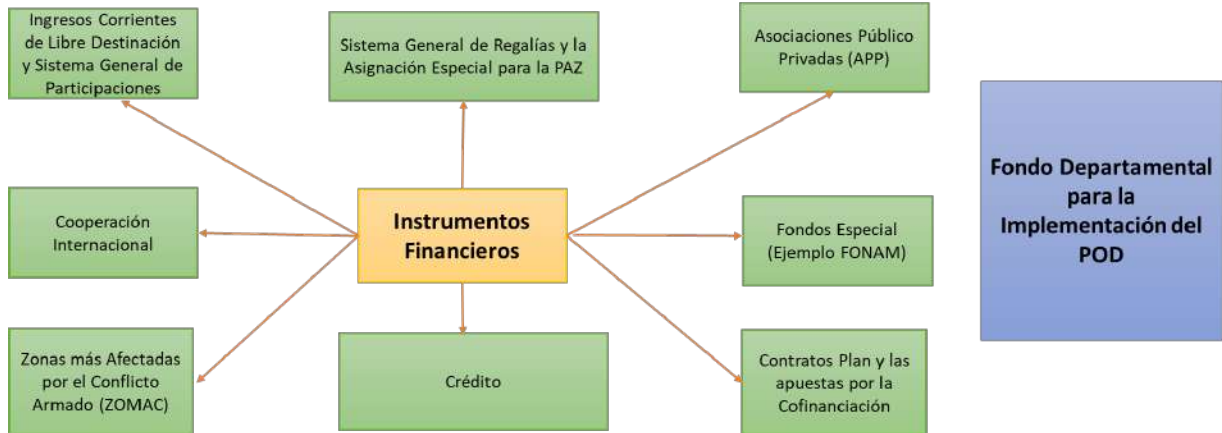 Ingresos Corrientes
de Libre Destinación
y Sistema General de
Participaciones
Sistema General de Regalías y la
Asignación Especial para la PAZ
Asociaciones Público
Privadas (APP)
Fondo Departamental
para la
Implementación del
POD
Cooperación
Internacional
Instrumentos
Financieros
Fondos Especial
(Ejemplo FONAM)
Zonas más Afectadas
por el Conflicto
Armado (ZOMAC)
Crédito
Contratos Plan y las
apuestas por la
Cofinanciación